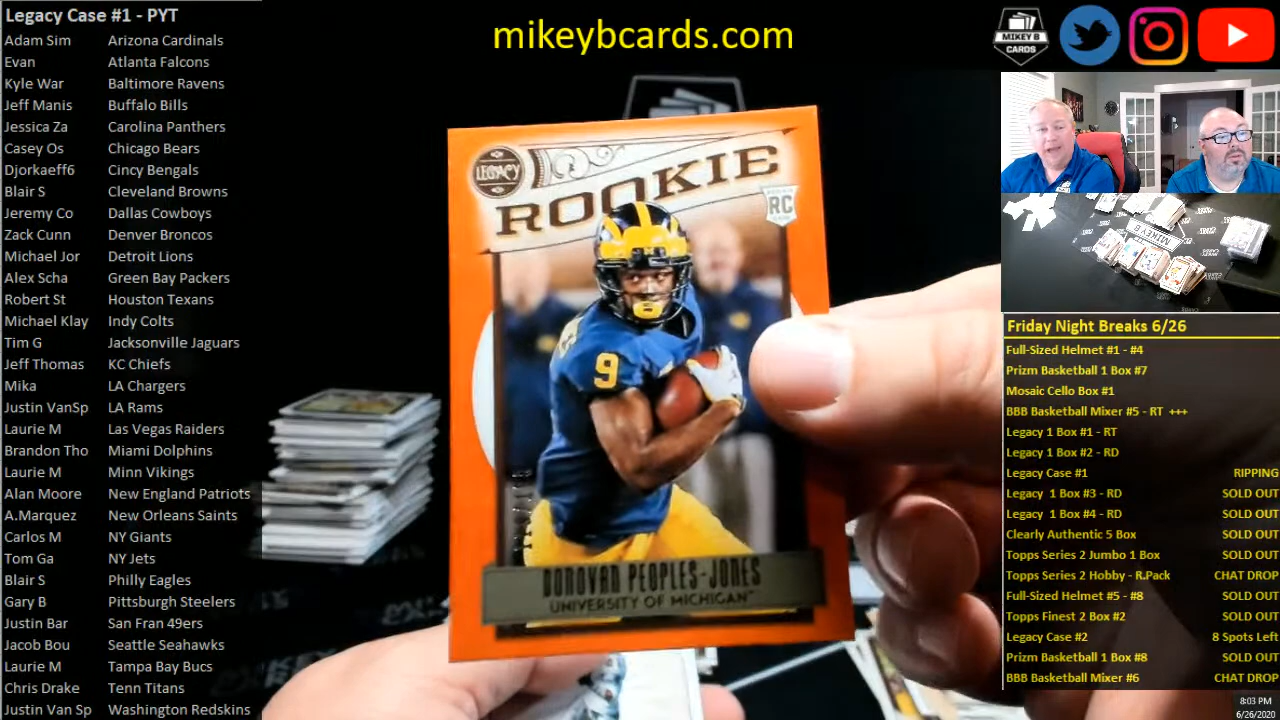 Legacy Case #1 - PYT
Adam Sim Arizona Cardinals
Evan Atlanta Falcons
Kyle War Baltimore Ravens
Jeff Manis Buffalo Bills
Jessica Za Carolina Panthers
Casey Os Chicago Bears
Djorkaeff6 Cincy Bengals
Blair S Cleveland Browns
Jeremy Co Dallas Cowboys
Zack Cunn Denver Broncos
Michael Jor Detroit Lions
Alex Scha Green Bay Packers
Robert St Houston Texans
Michael Klay Indy Colts
Tim G Jacksonville Jaguars
Jeff Thomas KC Chiefs
Mika LA Chargers
Justin VanSp LA Rams
Laurie M Las Vegas Raiders
Brandon Tho Miami Dolphins
Laurie M Minn Vikings
Alan Moore New England Patriots
A.Marquez New Orleans Saints
Carlos M NY Giants
Tom Ga NY Jets
Blair S Philly Eagles
Gary B Pittsburgh Steelers
Justin Bar San Fran 49ers
Jacob Bou Seattle Seahawks
Laurie M Tampa Bay Bucs
Chris Drake Tenn Titans
Justin Van Sp Washington Redskins
mikeybcards.com
LEGACY
ROOKIE
RC
9
DONOVAN PEOPLES-JONES
UNIVERSITY OF MICHIGAN
MIKEY B
CARDS
MIKEY B
Friday Night Breaks 6/26
Full-Sized Helmet #1 - #4
Prizm Basketball 1 Box #7
Mosaic Cello Box #1
BBB Basketball Mixer #5 - RT +++
Legacy 1 Box #1 - RT
Legacy 1 Box #2 - RD
Legacy Case #1 RIPPING
Legacy 1 Box #3 - RD SOLD OUT
Legacy 1 Box #4 - RD SOLD OUT
Clearly Authentic 5 Box SOLD OUT
Topps Series 2 Jumbo 1 Box SOLD OUT
Topps Series 2 Hobby - R.Pack CHAT DROP
Full-Sized Helmet #5 - #8 SOLD OUT
Topps Finest 2 Box #2 SOLD OUT
Legacy Case #2 8 Spots Left
Prizm Basketball 1 Box #8 SOLD OUT
BBB Basketball Mixer #6 CHAT DROP
8:03 PM
6/26/2020